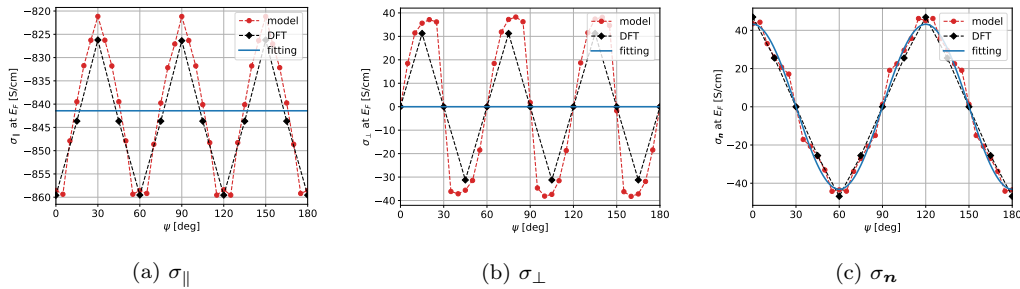 −820
−825
−830
−835
−840
−845
−850
−855
−860
σ∥ at E_F [S/cm]
0 30 60 90 120 150 180
ψ [deg]
model
DFT
fitting
(a) σ∥
40
30
20
10
0
−10
−20
−30
−40
σ⊥ at E_F [S/cm]
0 30 60 90 120 150 180
ψ [deg]
model
DFT
fitting
(b) σ⊥
40
20
0
−20
−40
σn at E_F [S/cm]
0 30 60 90 120 150 180
ψ [deg]
model
DFT
fitting
(c) σn